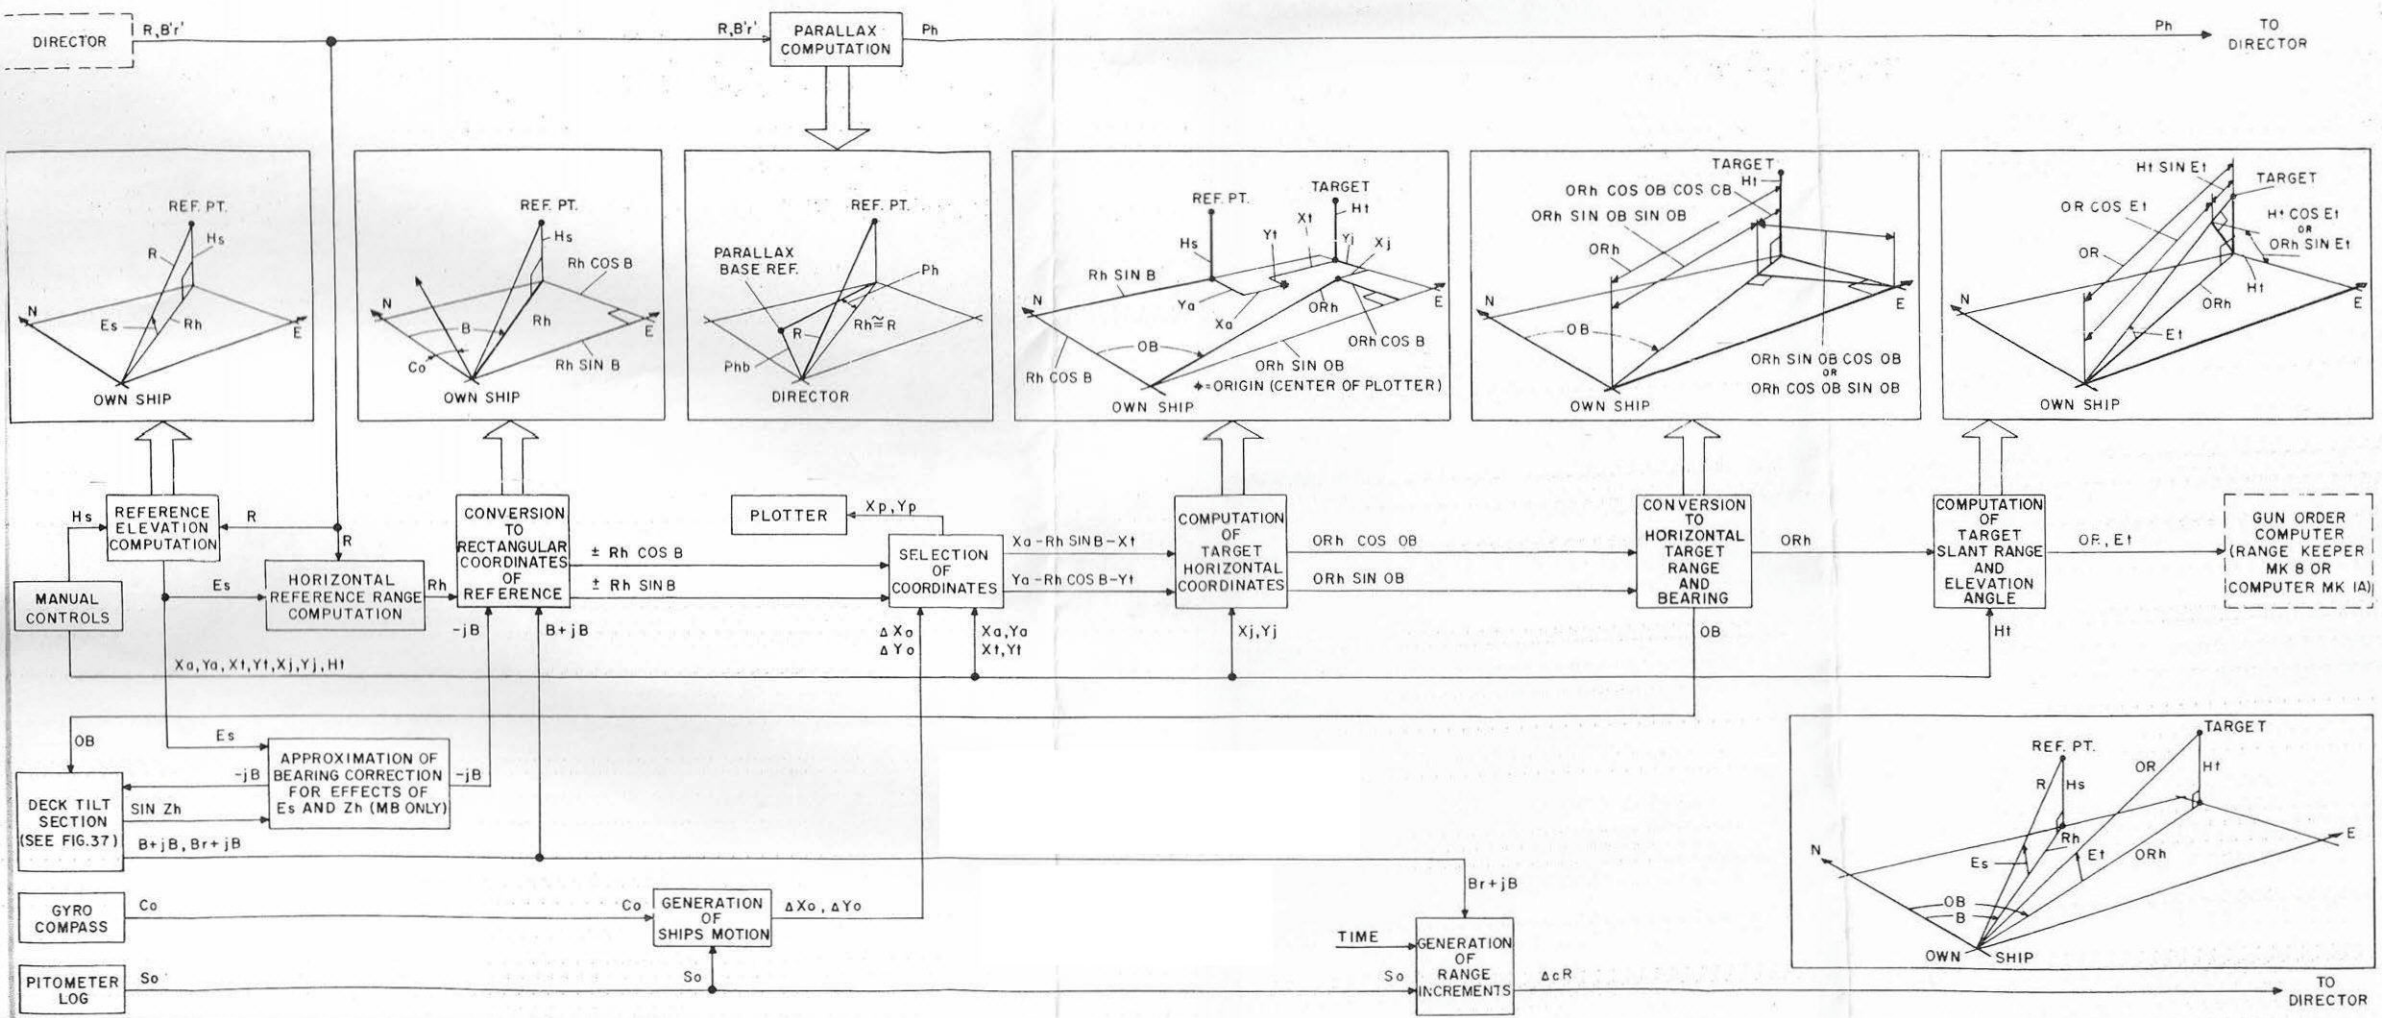 DIRECTOR
R,B'r'
R,B'r'
PARALLAX
COMPUTATION
Ph
Ph
TO
DIRECTOR
REF. PT.
Hs
R
N
Es
Rh
E
OWN SHIP
REF. PT.
Hs
Rh COS B
N
B
Rh
E
Co
Rh SIN B
OWN SHIP
REF. PT.
PARALLAX
BASE REF.
Ph
R
Rh≅R
Phb
DIRECTOR
REF. PT.
TARGET
Ht
Xt
Hs
Yt
Yj
Xj
Rh SIN B
N
Ya
Xa
ORh
E
OB
ORh COS B
Rh COS B
ORh SIN OB
=ORIGIN (CENTER OF PLOTTER)
OWN SHIP
TARGET
Ht
ORh COS OB COS OB
ORh SIN OB SIN OB
ORh
N
E
OB
ORh SIN OB COS OB
OR
ORh COS OB SIN OB
OWN SHIP
Ht SIN Et
TARGET
OR COS Et
Ht COS Et
OR
ORh SIN Et
OR
N
ORh
Ht
E
Et
OWN SHIP
Hs
REFERENCE
ELEVATION
COMPUTATION
R
R
CONVERSION
TO
RECTANGULAR
COORDINATES
OF
REFERENCE
± Rh COS B
± Rh SIN B
PLOTTER
Xp,Yp
SELECTION
OF
COORDINATES
Xa-Rh SIN B-Xt
Ya-Rh COS B-Yt
COMPUTATION
OF
TARGET
HORIZONTAL
COORDINATES
ORh COS OB
ORh SIN OB
CONVERSION
TO
HORIZONTAL
TARGET
RANGE
AND
BEARING
ORh
COMPUTATION
OF
TARGET
SLANT RANGE
AND
ELEVATION
ANGLE
OR, Et
GUN ORDER
COMPUTER
(RANGE KEEPER
MK 8 OR
COMPUTER MK IA)
MANUAL
CONTROLS
Es
HORIZONTAL
REFERENCE RANGE
COMPUTATION
Rh
-jB
B+jB
ΔXo
ΔYo
Xa,Ya
Xt,Yt
Xj,Yj
OB
Ht
Xa,Ya,Xt,Yt,Xj,Yj,Ht
OB
Es
APPROXIMATION OF
BEARING CORRECTION
FOR EFFECTS OF
Es AND Zh (MB ONLY)
-jB
-jB
DECK TILT
SECTION
(SEE FIG.37)
SIN Zh
B+jB, Br+jB
REF. PT.
TARGET
OR
Ht
R
Hs
N
Rh
Es
Et
ORh
E
OB
B
OWN SHIP
GYRO
COMPASS
Co
Co
GENERATION
OF
SHIPS MOTION
ΔXo, ΔYo
Br+jB
TIME
GENERATION
OF
RANGE
INCREMENTS
PITOMETER
LOG
So
So
So
ΔcR
TO
DIRECTOR